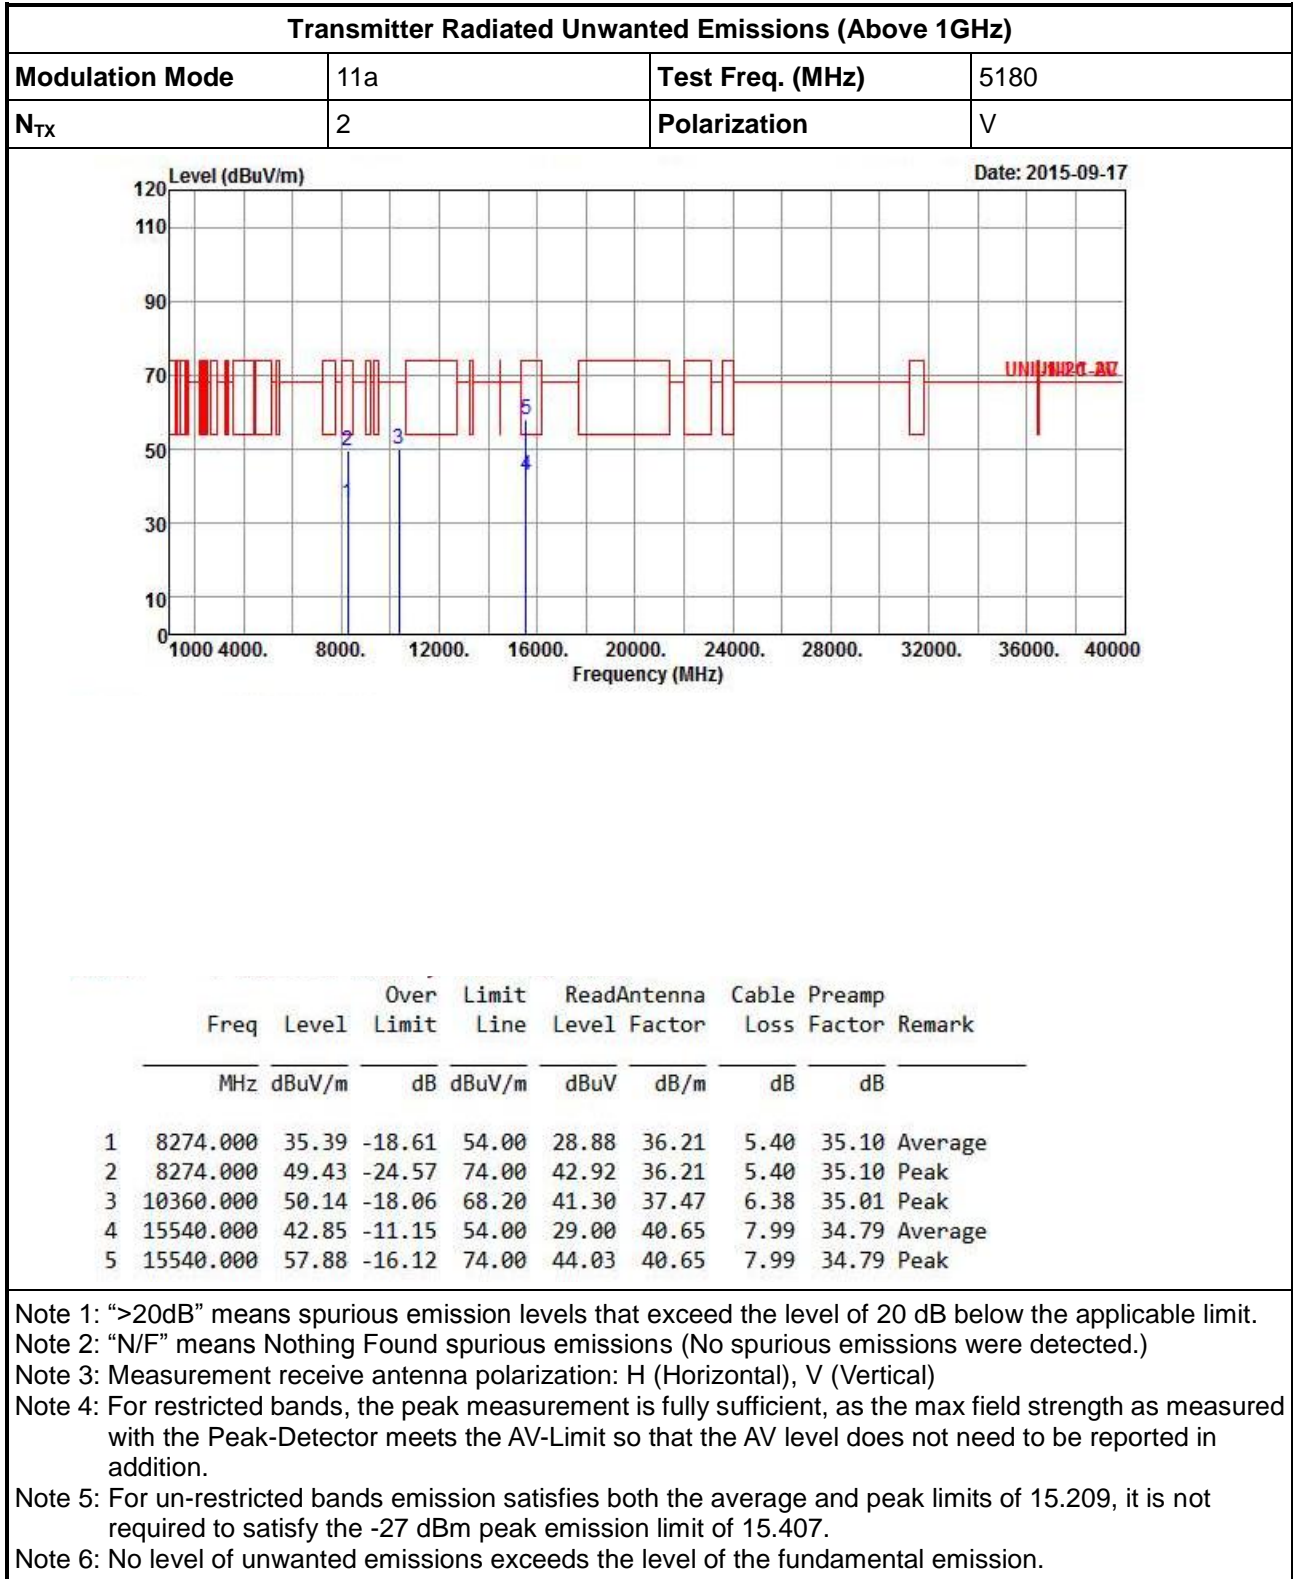 Transmitter Radiated Unwanted Emissions (Above 1GHz)
Modulation Mode 11a Test Freq. (MHz) 5180
NTX 2 Polarization V
Level (dBuV/m) Date: 2015-09-17
120
110
90
70
50
30
10
0
5
2
3
4
1
1000 4000. 8000. 12000. 16000. 20000. 24000. 28000. 32000. 36000. 40000
Frequency (MHz)
Over Limit ReadAntenna Cable Preamp
Freq Level Limit Line Level Factor Loss Factor Remark
MHz dBuV/m dB dBuV/m dBuV dB/m dB dB
1 8274.000 35.39 -18.61 54.00 28.88 36.21 5.40 35.10 Average
2 8274.000 49.43 -24.57 74.00 42.92 36.21 5.40 35.10 Peak
3 10360.000 50.14 -18.06 68.20 41.30 37.47 6.38 35.01 Peak
4 15540.000 42.85 -11.15 54.00 29.00 40.65 7.99 34.79 Average
5 15540.000 57.88 -16.12 74.00 44.03 40.65 7.99 34.79 Peak
Note 1: “>20dB” means spurious emission levels that exceed the level of 20 dB below the applicable limit.
Note 2: “N/F” means Nothing Found spurious emissions (No spurious emissions were detected.)
Note 3: Measurement receive antenna polarization: H (Horizontal), V (Vertical)
Note 4: For restricted bands, the peak measurement is fully sufficient, as the max field strength as measured
with the Peak-Detector meets the AV-Limit so that the AV level does not need to be reported in
addition.
Note 5: For un-restricted bands emission satisfies both the average and peak limits of 15.209, it is not
required to satisfy the -27 dBm peak emission limit of 15.407.
Note 6: No level of unwanted emissions exceeds the level of the fundamental emission.